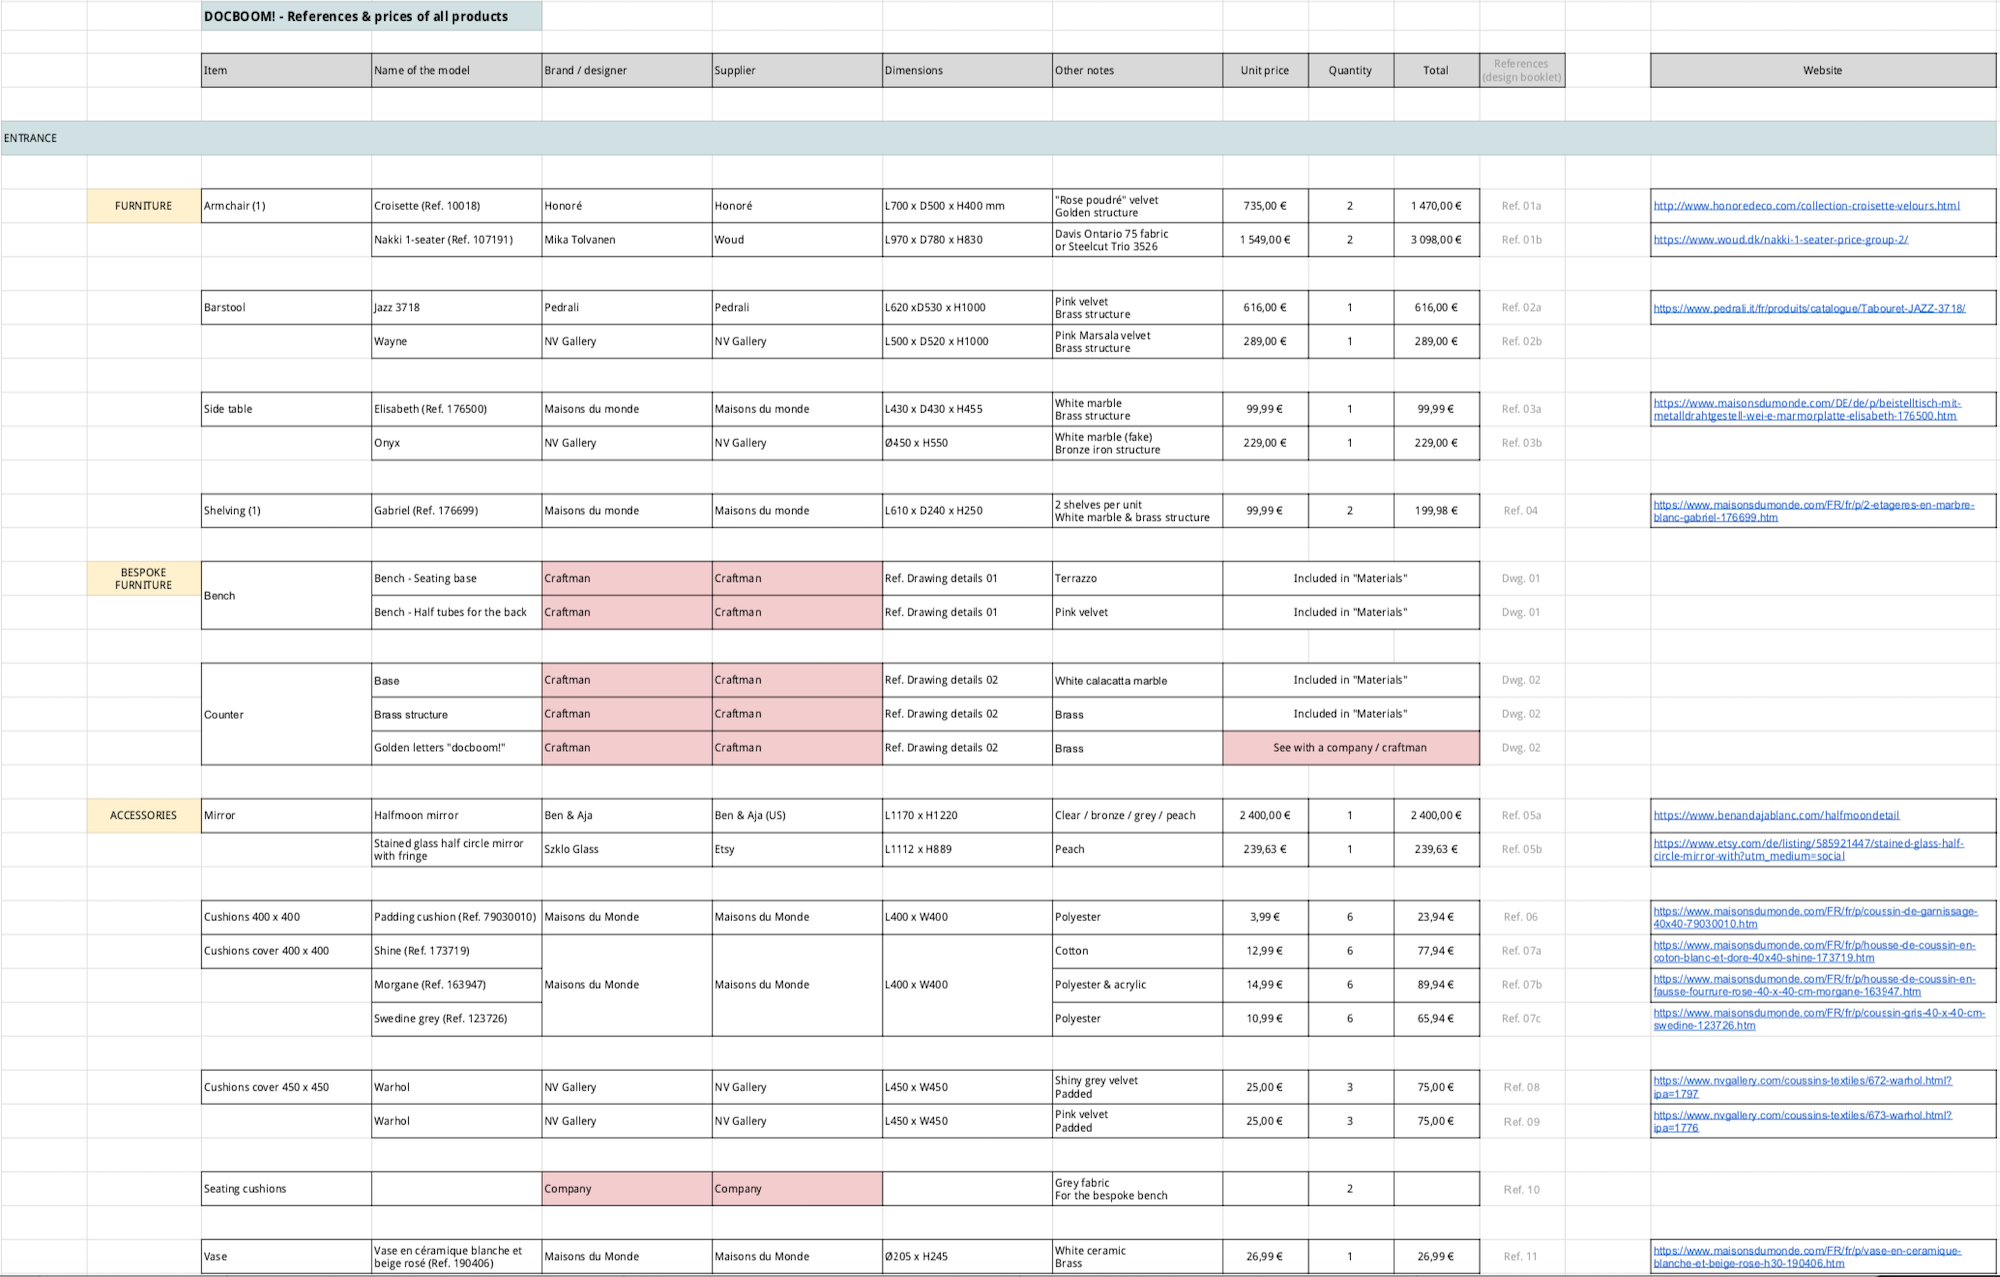 DOCBOOM! - References & prices of all products
Item Name of the model Brand / designer Supplier Dimensions Other notes Unit price Quantity Total References (design booklet) Website
ENTRANCE
FURNITURE Armchair (1) Croisette (Ref. 10018) Honoré Honoré L700 x D500 x H400 mm "Rose poudré" velvet Golden structure 735,00 € 2 1 470,00 € Ref. 01a http://www.honoredeco.com/collection-croisette-velours.html
Nakki 1-seater (Ref. 107191) Mika Tolvanen Woud L970 x D780 x H830 Davis Ontario 75 fabric or Steelcut Trio 3526 1 549,00 € 2 3 098,00 € Ref. 01b https://www.woud.dk/nakki-1-seater-price-group-2/
Barstool Jazz 3718 Pedrali Pedrali L620 xD530 x H1000 Pink velvet Brass structure 616,00 € 1 616,00 € Ref. 02a https://www.pedrali.it/fr/produits/catalogue/Tabouret-JAZZ-3718/
Wayne NV Gallery NV Gallery L500 x D520 x H1000 Pink Marsala velvet Brass structure 289,00 € 1 289,00 € Ref. 02b
Side table Elisabeth (Ref. 176500) Maisons du monde Maisons du monde L430 x D430 x H455 White marble Brass structure 99,99 € 1 99,99 € Ref. 03a https://www.maisonsdumonde.com/DE/de/p/beistelltisch-mit-metalldrahtgestell-wei-e-marmorplatte-elisabeth-176500.htm
Onyx NV Gallery NV Gallery Ø450 x H550 White marble (fake) Bronze iron structure 229,00 € 1 229,00 € Ref. 03b
Shelving (1) Gabriel (Ref. 176699) Maisons du monde Maisons du monde L610 x D240 x H250 2 shelves per unit White marble & brass structure 99,99 € 2 199,98 € Ref. 04 https://www.maisonsdumonde.com/FR/fr/p/2-etageres-en-marbre-blanc-gabriel-176699.htm
BESPOKE FURNITURE Bench Bench - Seating base Craftman Craftman Ref. Drawing details 01 Terrazzo Included in "Materials" Dwg. 01
Bench - Half tubes for the back Craftman Craftman Ref. Drawing details 01 Pink velvet Included in "Materials" Dwg. 01
Counter Base Craftman Craftman Ref. Drawing details 02 White calacatta marble Included in "Materials" Dwg. 02
Brass structure Craftman Craftman Ref. Drawing details 02 Brass Included in "Materials" Dwg. 02
Golden letters "docboom!" Craftman Craftman Ref. Drawing details 02 Brass See with a company / craftman Dwg. 02
ACCESSORIES Mirror Halfmoon mirror Ben & Aja Ben & Aja (US) L1170 x H1220 Clear / bronze / grey / peach 2 400,00 € 1 2 400,00 € Ref. 05a https://www.benandajablanc.com/halfmoondetail
Stained glass half circle mirror with fringe Szklo Glass Etsy L1112 x H889 Peach 239,63 € 1 239,63 € Ref. 05b https://www.etsy.com/de/listing/585921447/stained-glass-half-circle-mirror-with?utm_medium=social
Cushions 400 x 400 Padding cushion (Ref. 79030010) Maisons du Monde Maisons du Monde L400 x W400 Polyester 3,99 € 6 23,94 € Ref. 06 https://www.maisonsdumonde.com/FR/fr/p/coussin-de-garnissage-40x40-79030010.htm
Cushions cover 400 x 400 Shine (Ref. 173719) Cotton 12,99 € 6 77,94 € Ref. 07a https://www.maisonsdumonde.com/FR/fr/p/housse-de-coussin-en-coton-blanc-et-dore-40x40-shine-173719.htm
Morgane (Ref. 163947) Maisons du Monde Maisons du Monde L400 x W400 Polyester & acrylic 14,99 € 6 89,94 € Ref. 07b https://www.maisonsdumonde.com/FR/fr/p/housse-de-coussin-en-fausse-fourrure-rose-40-x-40-cm-morgane-163947.htm
Swedine grey (Ref. 123726) Polyester 10,99 € 6 65,94 € Ref. 07c https://www.maisonsdumonde.com/FR/fr/p/coussin-gris-40-x-40-cm-swedine-123726.htm
Cushions cover 450 x 450 Warhol NV Gallery NV Gallery L450 x W450 Shiny grey velvet Padded 25,00 € 3 75,00 € Ref. 08 https://www.nvgallery.com/coussins-textiles/672-warhol.html?ipa=1797
Warhol NV Gallery NV Gallery L450 x W450 Pink velvet Padded 25,00 € 3 75,00 € Ref. 09 https://www.nvgallery.com/coussins-textiles/673-warhol.html?ipa=1776
Seating cushions Company Company Grey fabric For the bespoke bench 2 Ref. 10
Vase Vase en céramique blanche et beige rosé (Ref. 190406) Maisons du Monde Maisons du Monde Ø205 x H245 White ceramic Brass 26,99 € 1 26,99 € Ref. 11 https://www.maisonsdumonde.com/FR/fr/p/vase-en-ceramique-blanche-et-beige-rose-h30-190406.htm